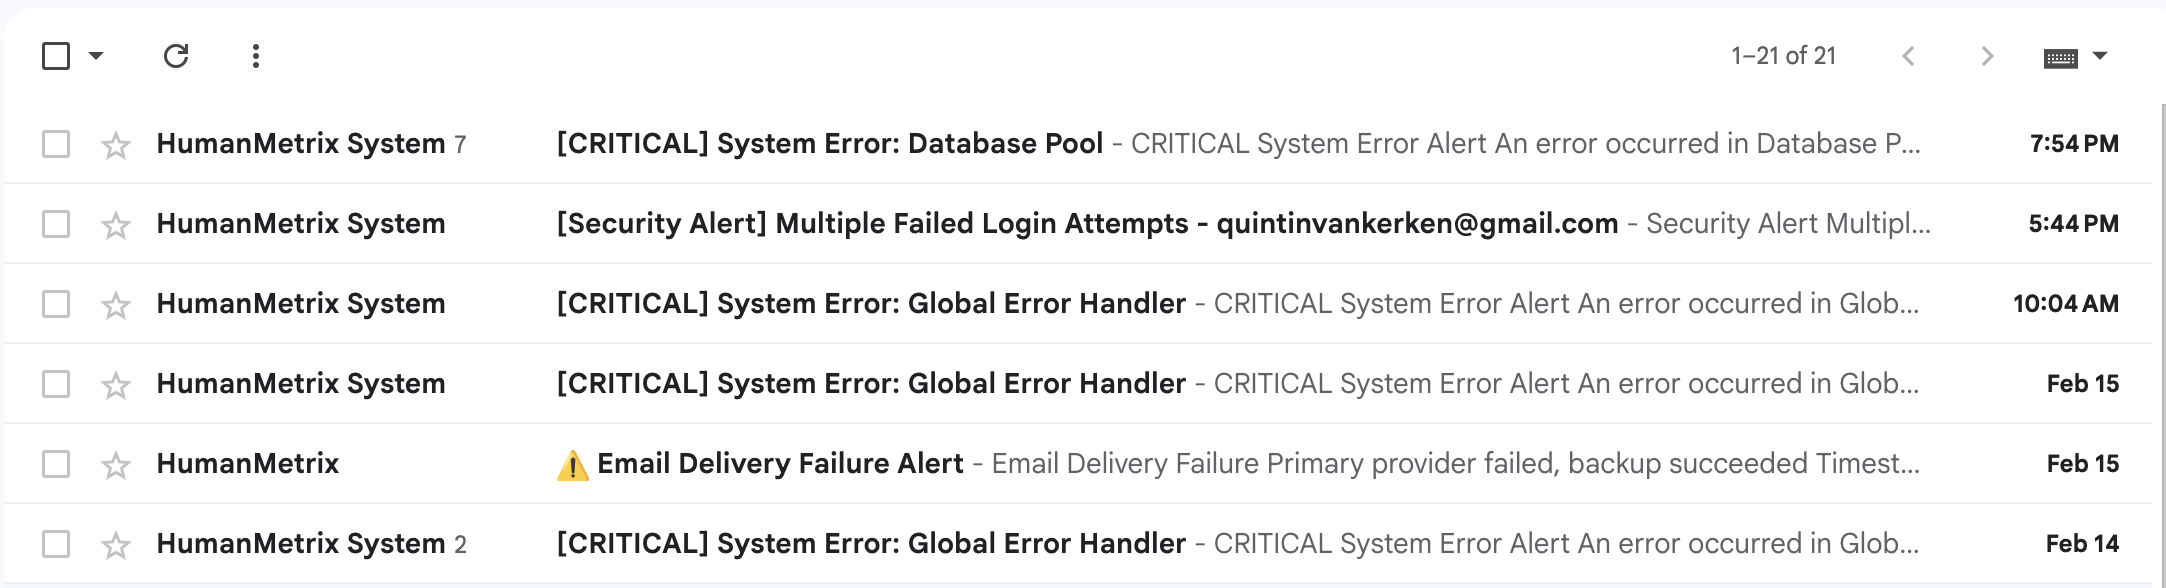 1–21 of 21
HumanMetrix System 7 [CRITICAL] System Error: Database Pool - CRITICAL System Error Alert An error occurred in Database P... 7:54 PM
HumanMetrix System [Security Alert] Multiple Failed Login Attempts - quintinvankerken@gmail.com - Security Alert Multipl... 5:44 PM
HumanMetrix System [CRITICAL] System Error: Global Error Handler - CRITICAL System Error Alert An error occurred in Glob... 10:04 AM
HumanMetrix System [CRITICAL] System Error: Global Error Handler - CRITICAL System Error Alert An error occurred in Glob... Feb 15
HumanMetrix ⚠️ Email Delivery Failure Alert - Email Delivery Failure Primary provider failed, backup succeeded Timest... Feb 15
HumanMetrix System 2 [CRITICAL] System Error: Global Error Handler - CRITICAL System Error Alert An error occurred in Glob... Feb 14